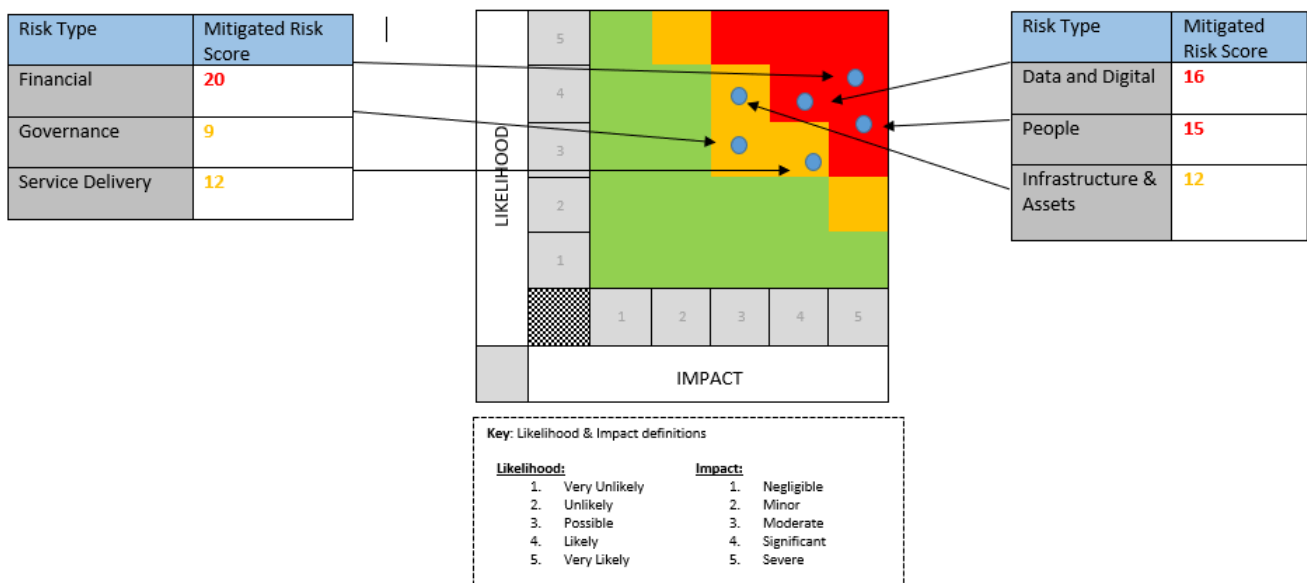 Risk Type Mitigated Risk
Score
Financial 20
Governance 9
Service Delivery 12
LIKELIHOOD
5
4
3
2
1
1 2 3 4 5
IMPACT
Risk Type Mitigated
Risk Score
Data and Digital 16
People 15
Infrastructure & 12
Assets
Key: Likelihood & Impact definitions
Likelihood:
1. Very Unlikely
2. Unlikely
3. Possible
4. Likely
5. Very Likely
Impact:
1. Negligible
2. Minor
3. Moderate
4. Significant
5. Severe